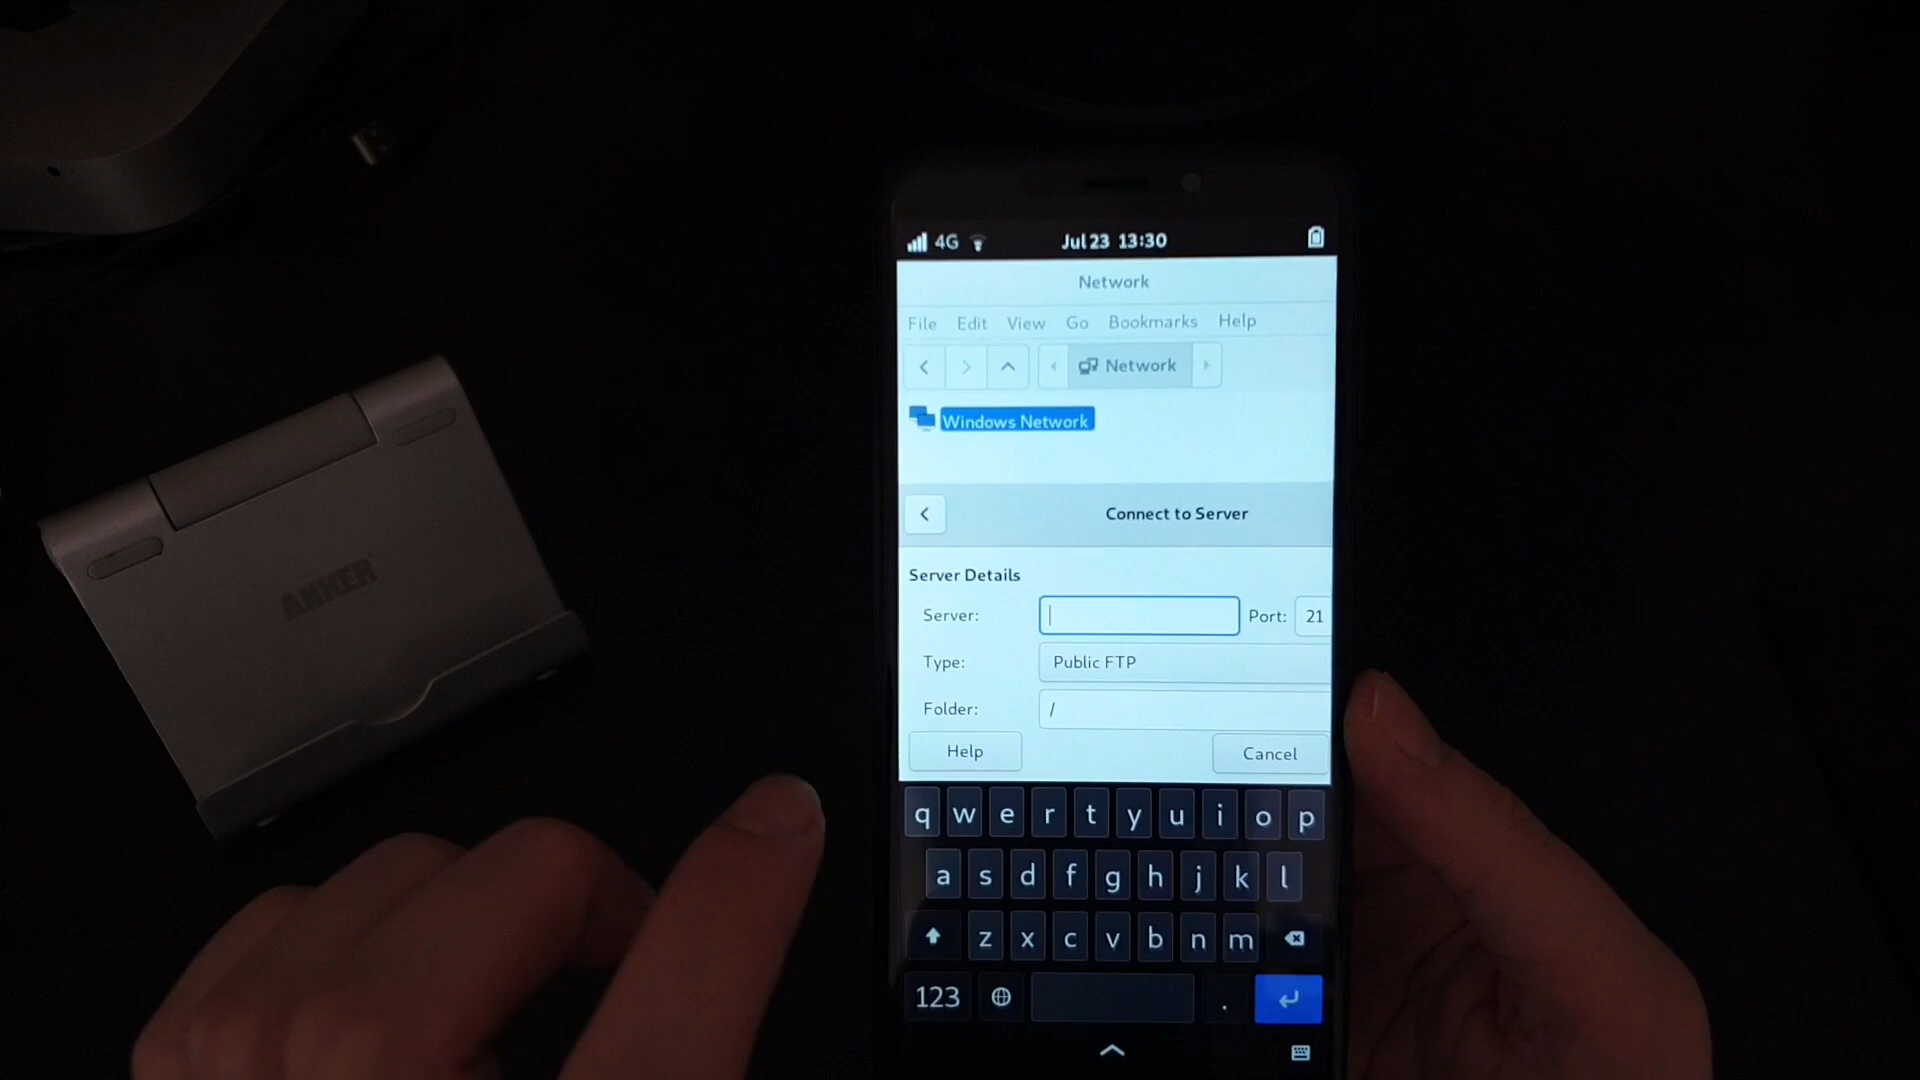 4G Jul 23 13:30
Network
File Edit View Go Bookmarks Help
Network
Windows Network
Connect to Server
Server Details
Server: Port: 21
Type: Public FTP
Folder: /
Help Cancel
q w e r t y u i o p
a s d f g h j k l
z x c v b n m
123 .
ANKER